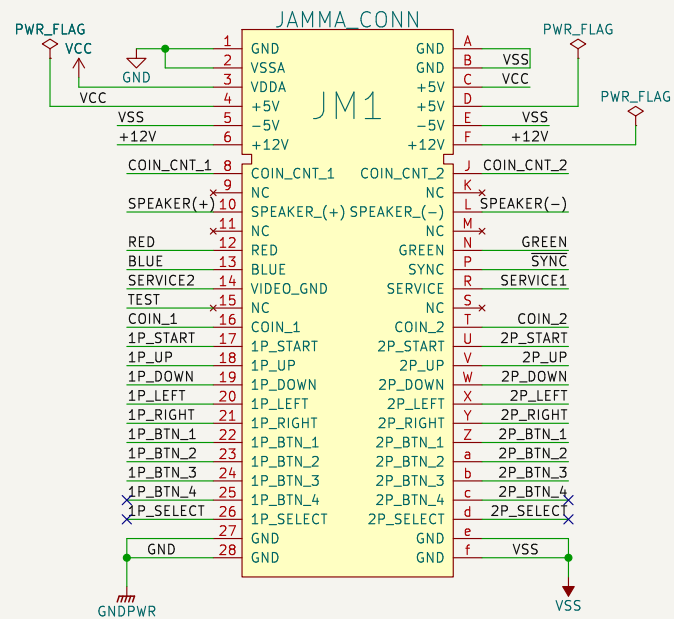 JAMMA_CONN
PWR_FLAG VCC PWR_FLAG
GND
PWR_FLAG
JM1
1 GND GND A
2 VSSA GND B VSS
3 VDDA +5V C VCC
VCC 4 +5V +5V D
VSS 5 -5V -5V E VSS
+12V 6 +12V +12V F +12V
COIN_CNT_1 8 COIN_CNT_1 COIN_CNT_2 J COIN_CNT_2
9 NC NC K
SPEAKER(+) 10 SPEAKER_(+) SPEAKER_(-) L SPEAKER(-)
11 NC NC M
RED 12 RED GREEN N GREEN
BLUE 13 BLUE SYNC P SYNC
SERVICE2 14 VIDEO_GND SERVICE R SERVICE1
TEST 15 NC NC S
COIN_1 16 COIN_1 COIN_2 T COIN_2
1P_START 17 1P_START 2P_START U 2P_START
1P_UP 18 1P_UP 2P_UP V 2P_UP
1P_DOWN 19 1P_DOWN 2P_DOWN W 2P_DOWN
1P_LEFT 20 1P_LEFT 2P_LEFT X 2P_LEFT
1P_RIGHT 21 1P_RIGHT 2P_RIGHT Y 2P_RIGHT
1P_BTN_1 22 1P_BTN_1 2P_BTN_1 Z 2P_BTN_1
1P_BTN_2 23 1P_BTN_2 2P_BTN_2 a 2P_BTN_2
1P_BTN_3 24 1P_BTN_3 2P_BTN_3 b 2P_BTN_3
1P_BTN_4 25 1P_BTN_4 2P_BTN_4 c 2P_BTN_4
1P_SELECT 26 1P_SELECT 2P_SELECT d 2P_SELECT
27 GND GND e
GND 28 GND GND f VSS
GNDPWR VSS